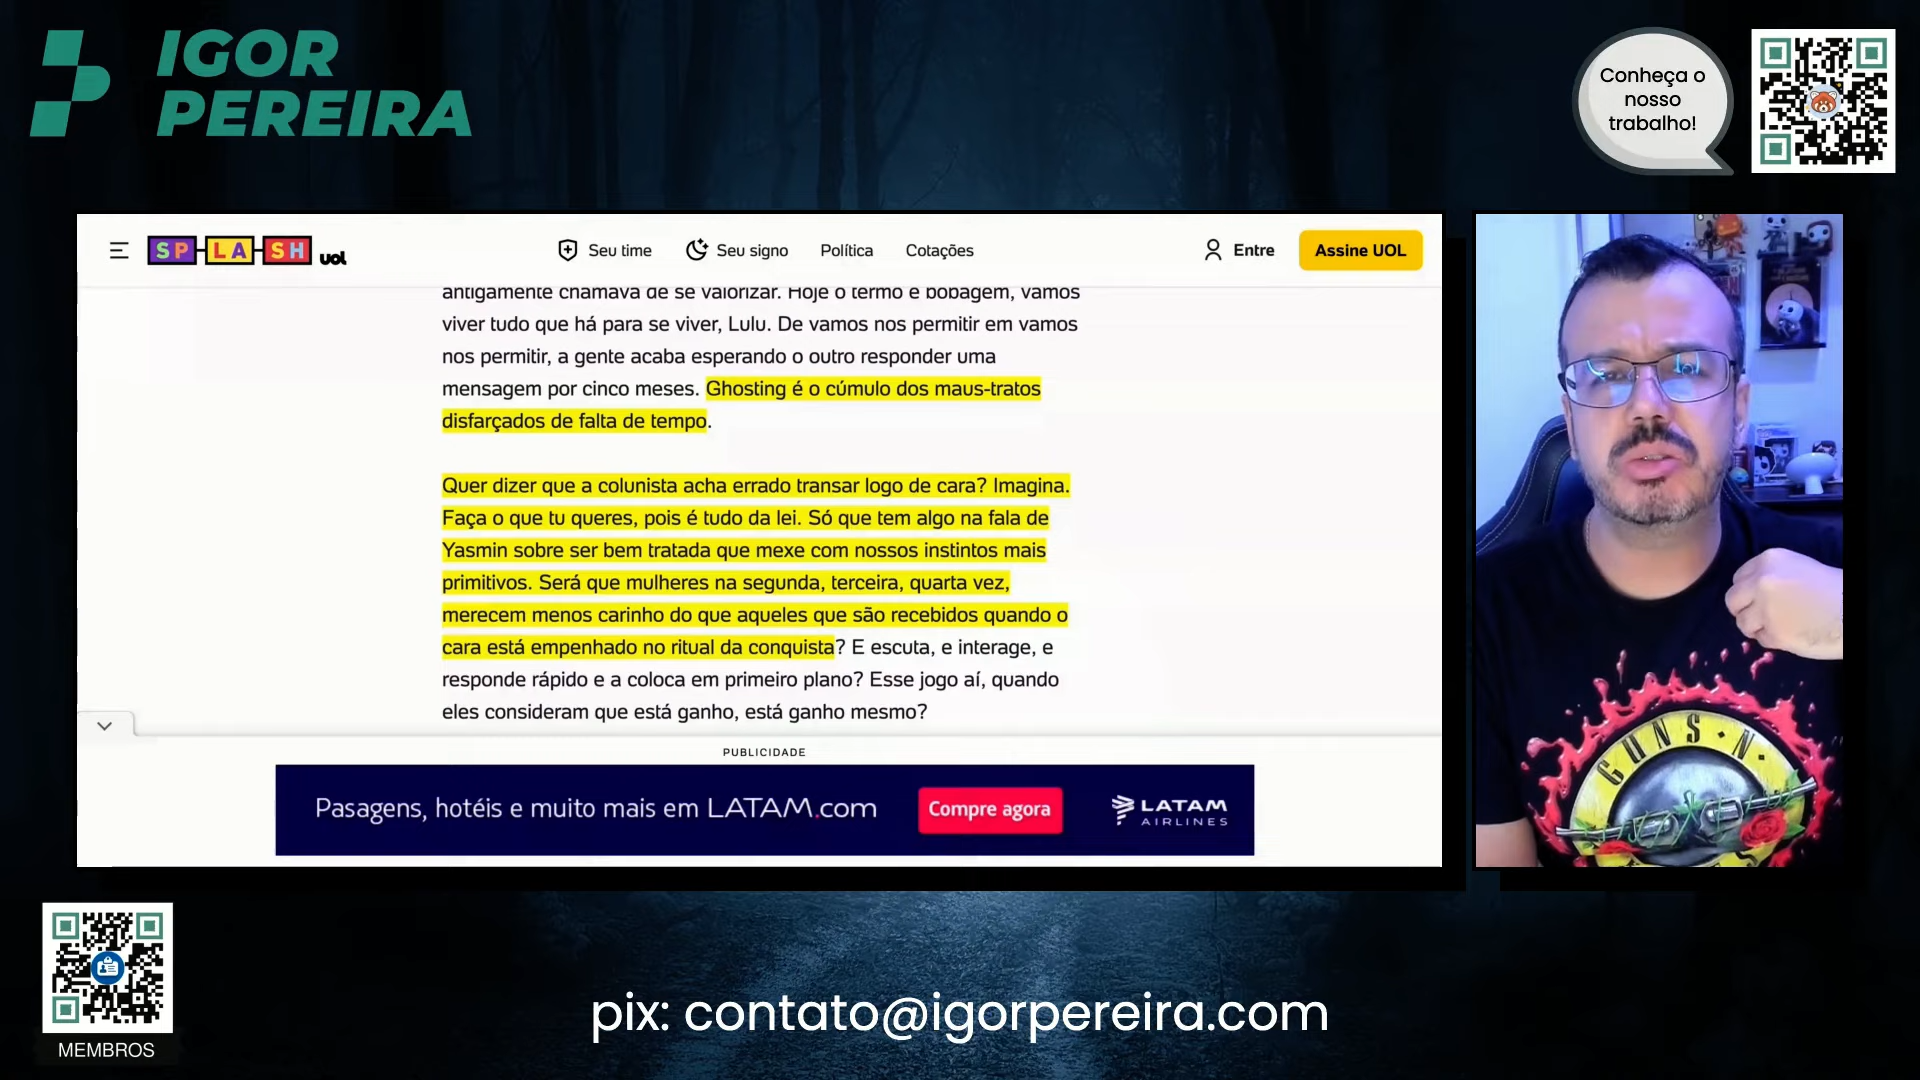 IGOR
PEREIRA
Conheça o
nosso
trabalho!
SPLASH uol
Seu time
Seu signo
Política
Cotações
Entre
Assine UOL
antigamente chamava de se valorizar. Hoje o termo é bobagem, vamos
viver tudo que há para se viver, Lulu. De vamos nos permitir em vamos
nos permitir, a gente acaba esperando o outro responder uma
mensagem por cinco meses. Ghosting é o cúmulo dos maus-tratos
disfarçados de falta de tempo.
Quer dizer que a colunista acha errado transar logo de cara? Imagina.
Faça o que tu queres, pois é tudo da lei. Só que tem algo na fala de
Yasmin sobre ser bem tratada que mexe com nossos instintos mais
primitivos. Será que mulheres na segunda, terceira, quarta vez,
merecem menos carinho do que aqueles que são recebidos quando o
cara está empenhado no ritual da conquista? E escuta, e interage, e
responde rápido e a coloca em primeiro plano? Esse jogo aí, quando
eles consideram que está ganho, está ganho mesmo?
PUBLICIDADE
Pasagens, hotéis e muito mais em LATAM.com
Compre agora
LATAM
AIRLINES
GUNS N'
MEMBROS
pix: contato@igorpereira.com